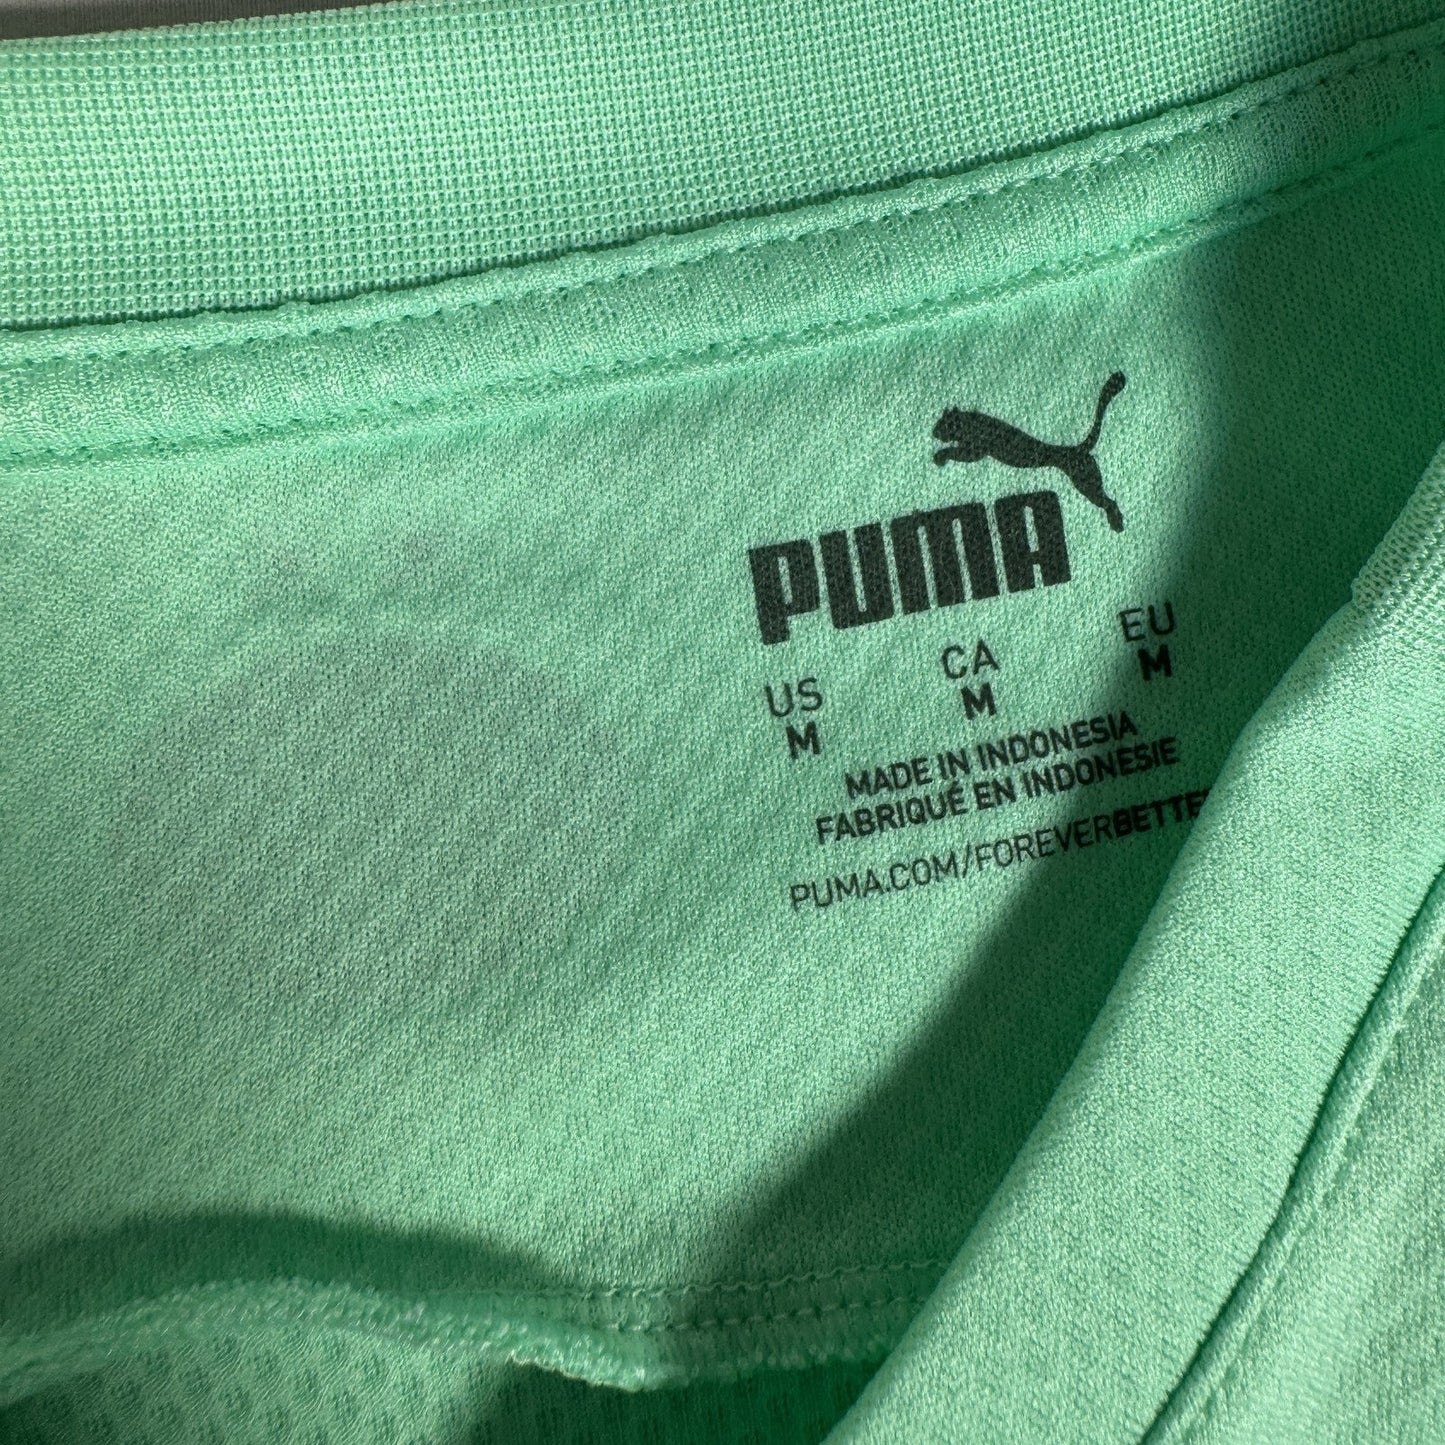 PUMA
US CA EU
M M M
MADE IN INDONESIA
FABRIQUÉ EN INDONESIE
PUMA.COM/FOREVERBETTE